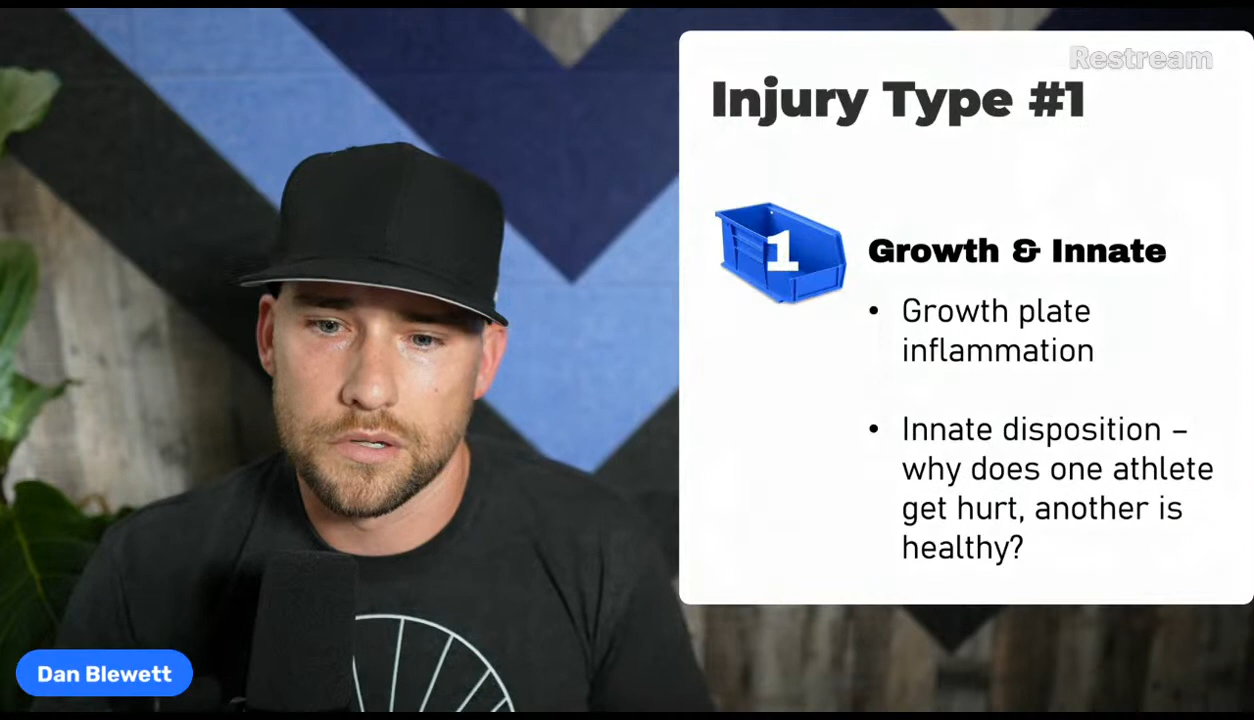 Restream
Injury Type #1
1
Growth & Innate
• Growth plate
inflammation
• Innate disposition –
why does one athlete
get hurt, another is
healthy?
Dan Blewett